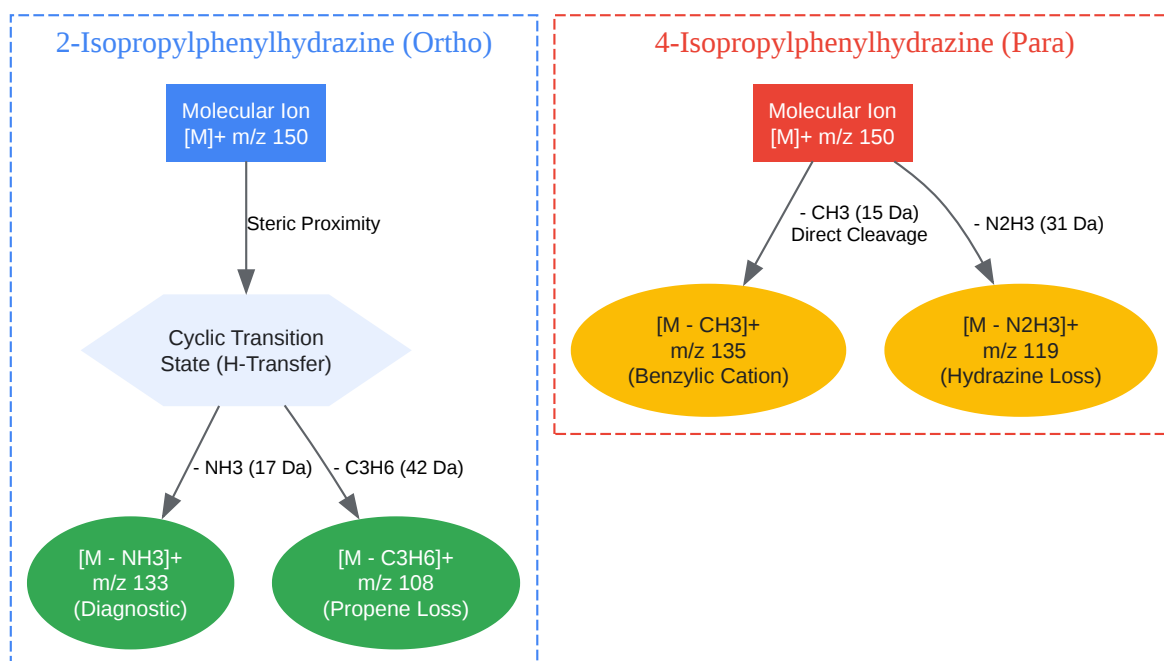 2-Isopropylphenylhydrazine (Ortho)
Molecular Ion
[M]+ m/z 150
Steric Proximity
Cyclic Transition
State (H-Transfer)
- NH3 (17 Da)
- C3H6 (42 Da)
[M - NH3]+
m/z 133
(Diagnostic)
[M - C3H6]+
m/z 108
(Propene Loss)
4-Isopropylphenylhydrazine (Para)
Molecular Ion
[M]+ m/z 150
- CH3 (15 Da)
Direct Cleavage
- N2H3 (31 Da)
[M - CH3]+
m/z 135
(Benzylic Cation)
[M - N2H3]+
m/z 119
(Hydrazine Loss)